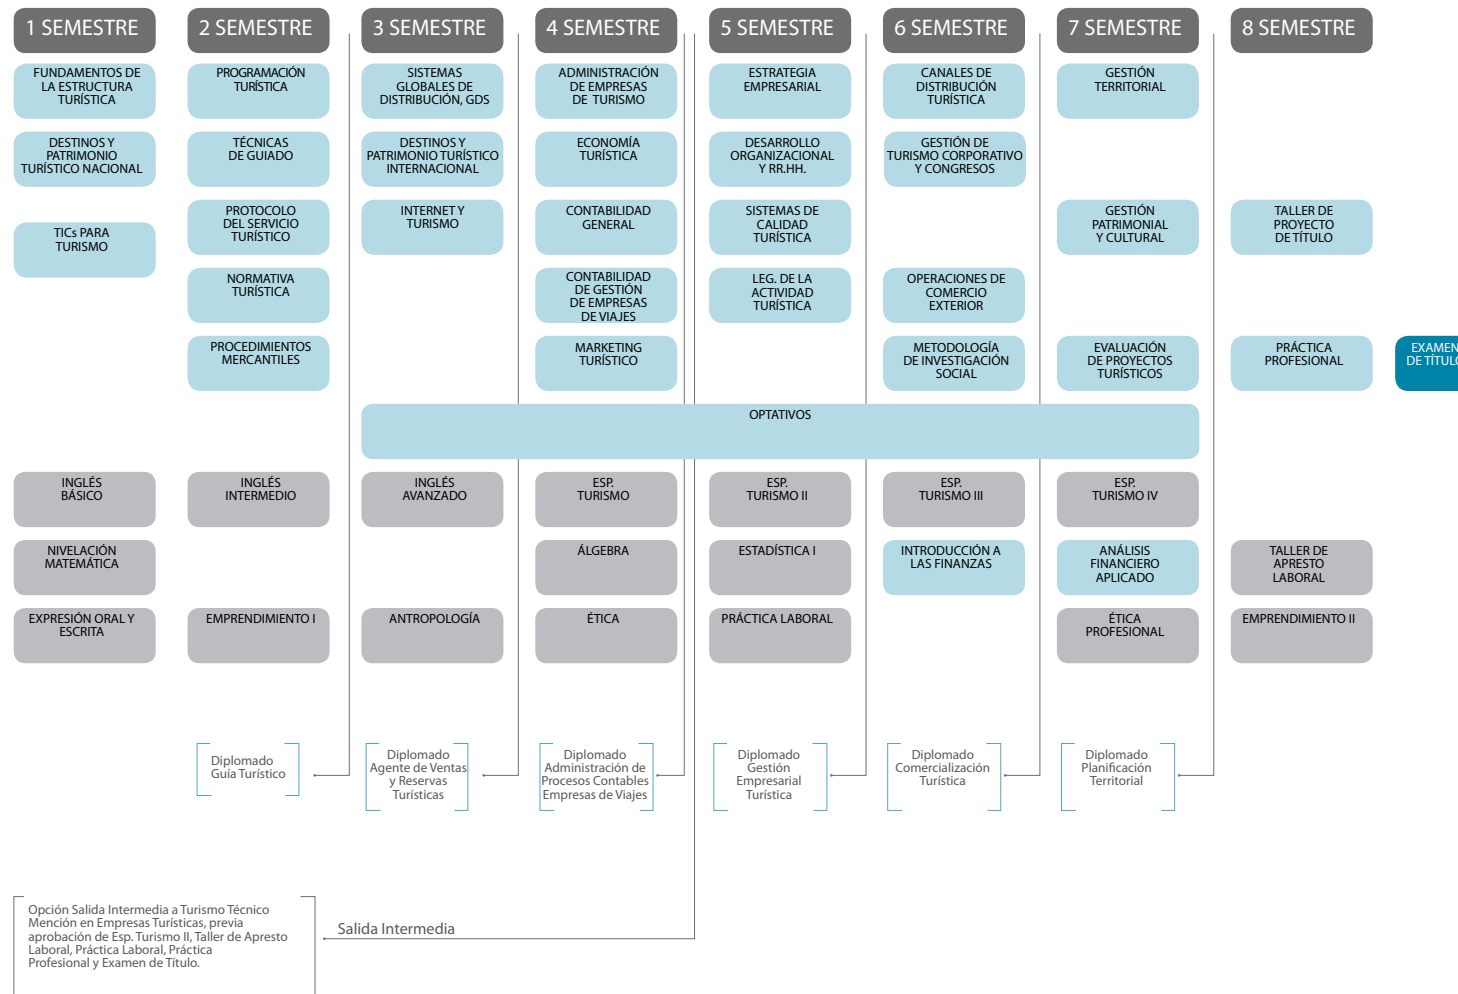 1 SEMESTRE
2 SEMESTRE
3 SEMESTRE
4 SEMESTRE
5 SEMESTRE
6 SEMESTRE
7 SEMESTRE
8 SEMESTRE
FUNDAMENTOS DE
LA ESTRUCTURA
TURÍSTICA
PROGRAMACIÓN
TURÍSTICA
SISTEMAS
GLOBALES DE
DISTRIBUCIÓN, GDS
ADMINISTRACIÓN
DE EMPRESAS
DE TURISMO
ESTRATEGIA
EMPRESARIAL
CANALES DE
DISTRIBUCIÓN
TURÍSTICA
GESTIÓN
TERRITORIAL
DESTINOS Y
PATRIMONIO
TURÍSTICO NACIONAL
TÉCNICAS
DE GUIADO
DESTINOS Y
PATRIMONIO TURÍSTICO
INTERNACIONAL
ECONOMÍA
TURÍSTICA
DESARROLLO
ORGANIZACIONAL
Y RR.HH.
GESTIÓN DE
TURISMO CORPORATIVO
Y CONGRESOS
TICs PARA
TURISMO
PROTOCOLO
DEL SERVICIO
TURÍSTICO
INTERNET Y
TURISMO
CONTABILIDAD
GENERAL
SISTEMAS DE
CALIDAD
TURÍSTICA
GESTIÓN
PATRIMONIAL
Y CULTURAL
TALLER DE
PROYECTO
DE TÍTULO
NORMATIVA
TURÍSTICA
CONTABILIDAD
DE GESTIÓN
DE EMPRESAS
DE VIAJES
LEG. DE LA
ACTIVIDAD
TURÍSTICA
OPERACIONES DE
COMERCIO
EXTERIOR
PROCEDIMIENTOS
MERCANTILES
MARKETING
TURÍSTICO
METODOLOGÍA
DE INVESTIGACIÓN
SOCIAL
EVALUACIÓN
DE PROYECTOS
TURÍSTICOS
PRÁCTICA
PROFESIONAL
EXAMEN
DE TÍTULO
OPTATIVOS
INGLÉS
BÁSICO
INGLÉS
INTERMEDIO
INGLÉS
AVANZADO
ESP.
TURISMO
ESP.
TURISMO II
ESP.
TURISMO III
ESP.
TURISMO IV
NIVELACIÓN
MATEMÁTICA
ÁLGEBRA
ESTADÍSTICA I
INTRODUCCIÓN A
LAS FINANZAS
ANÁLISIS
FINANCIERO
APLICADO
TALLER DE
APRESTO
LABORAL
EXPRESIÓN ORAL Y
ESCRITA
EMPRENDIMIENTO I
ANTROPOLOGÍA
ÉTICA
PRÁCTICA LABORAL
ÉTICA
PROFESIONAL
EMPRENDIMIENTO II
Diplomado
Guía Turístico
Diplomado
Agente de Ventas
y Reservas
Turísticas
Diplomado
Administración de
Procesos Contables
Empresas de Viajes
Diplomado
Gestión
Empresarial
Turística
Diplomado
Comercialización
Turística
Diplomado
Planificación
Territorial
Opción Salida Intermedia a Turismo Técnico
Mención en Empresas Turísticas, previa
aprobación de Esp. Turismo II, Taller de Apresto
Laboral, Práctica Laboral, Práctica
Profesional y Examen de Título.
Salida Intermedia